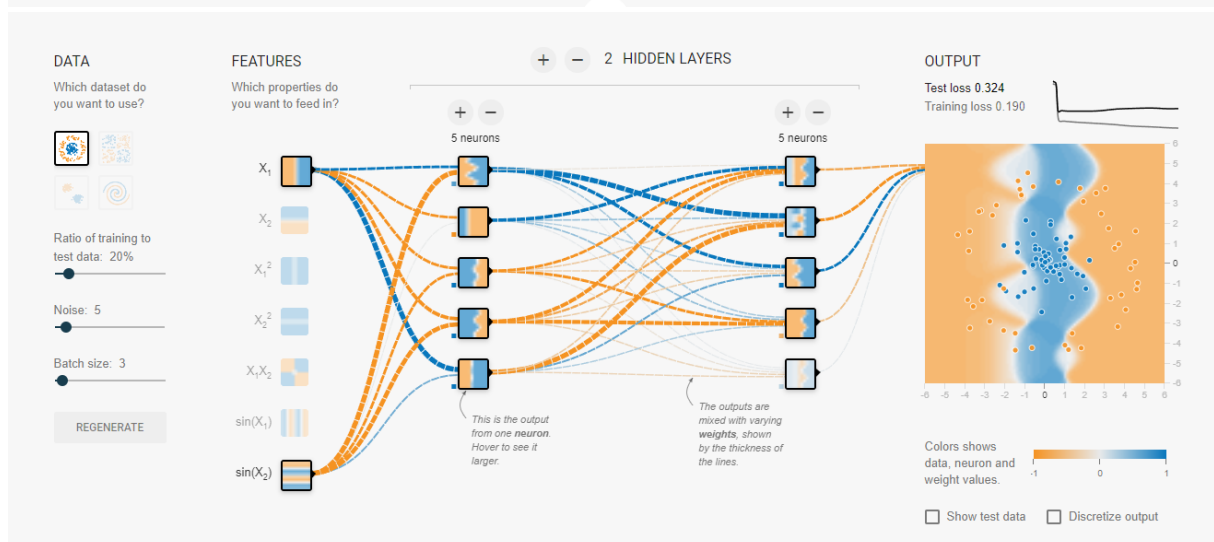 DATA
Which dataset do
you want to use?
Ratio of training to
test data: 20%
Noise: 5
Batch size: 3
REGENERATE
FEATURES
Which properties do
you want to feed in?
X1
X2
X1²
X2²
X1X2
sin(X1)
sin(X2)
+ − 2 HIDDEN LAYERS
+ −
5 neurons
+ −
5 neurons
This is the output
from one neuron.
Hover to see it
larger.
The outputs are
mixed with varying
weights, shown
by the thickness of
the lines.
OUTPUT
Test loss 0.324
Training loss 0.190
6
5
4
3
2
1
0
-1
-2
-3
-4
-5
-6
-6 -5 -4 -3 -2 -1 0 1 2 3 4 5 6
Colors shows
data, neuron and
weight values.
-1 0 1
Show test data
Discretize output